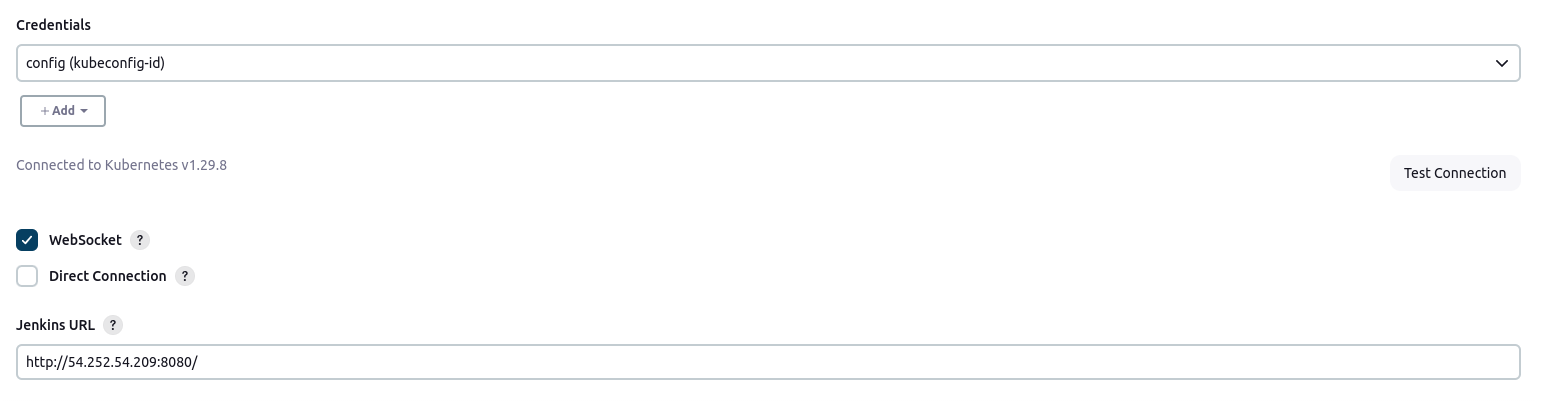 Credentials
config (kubeconfig-id)
+ Add
Connected to Kubernetes v1.29.8
Test Connection
WebSocket ?
Direct Connection ?
Jenkins URL ?
http://54.252.54.209:8080/